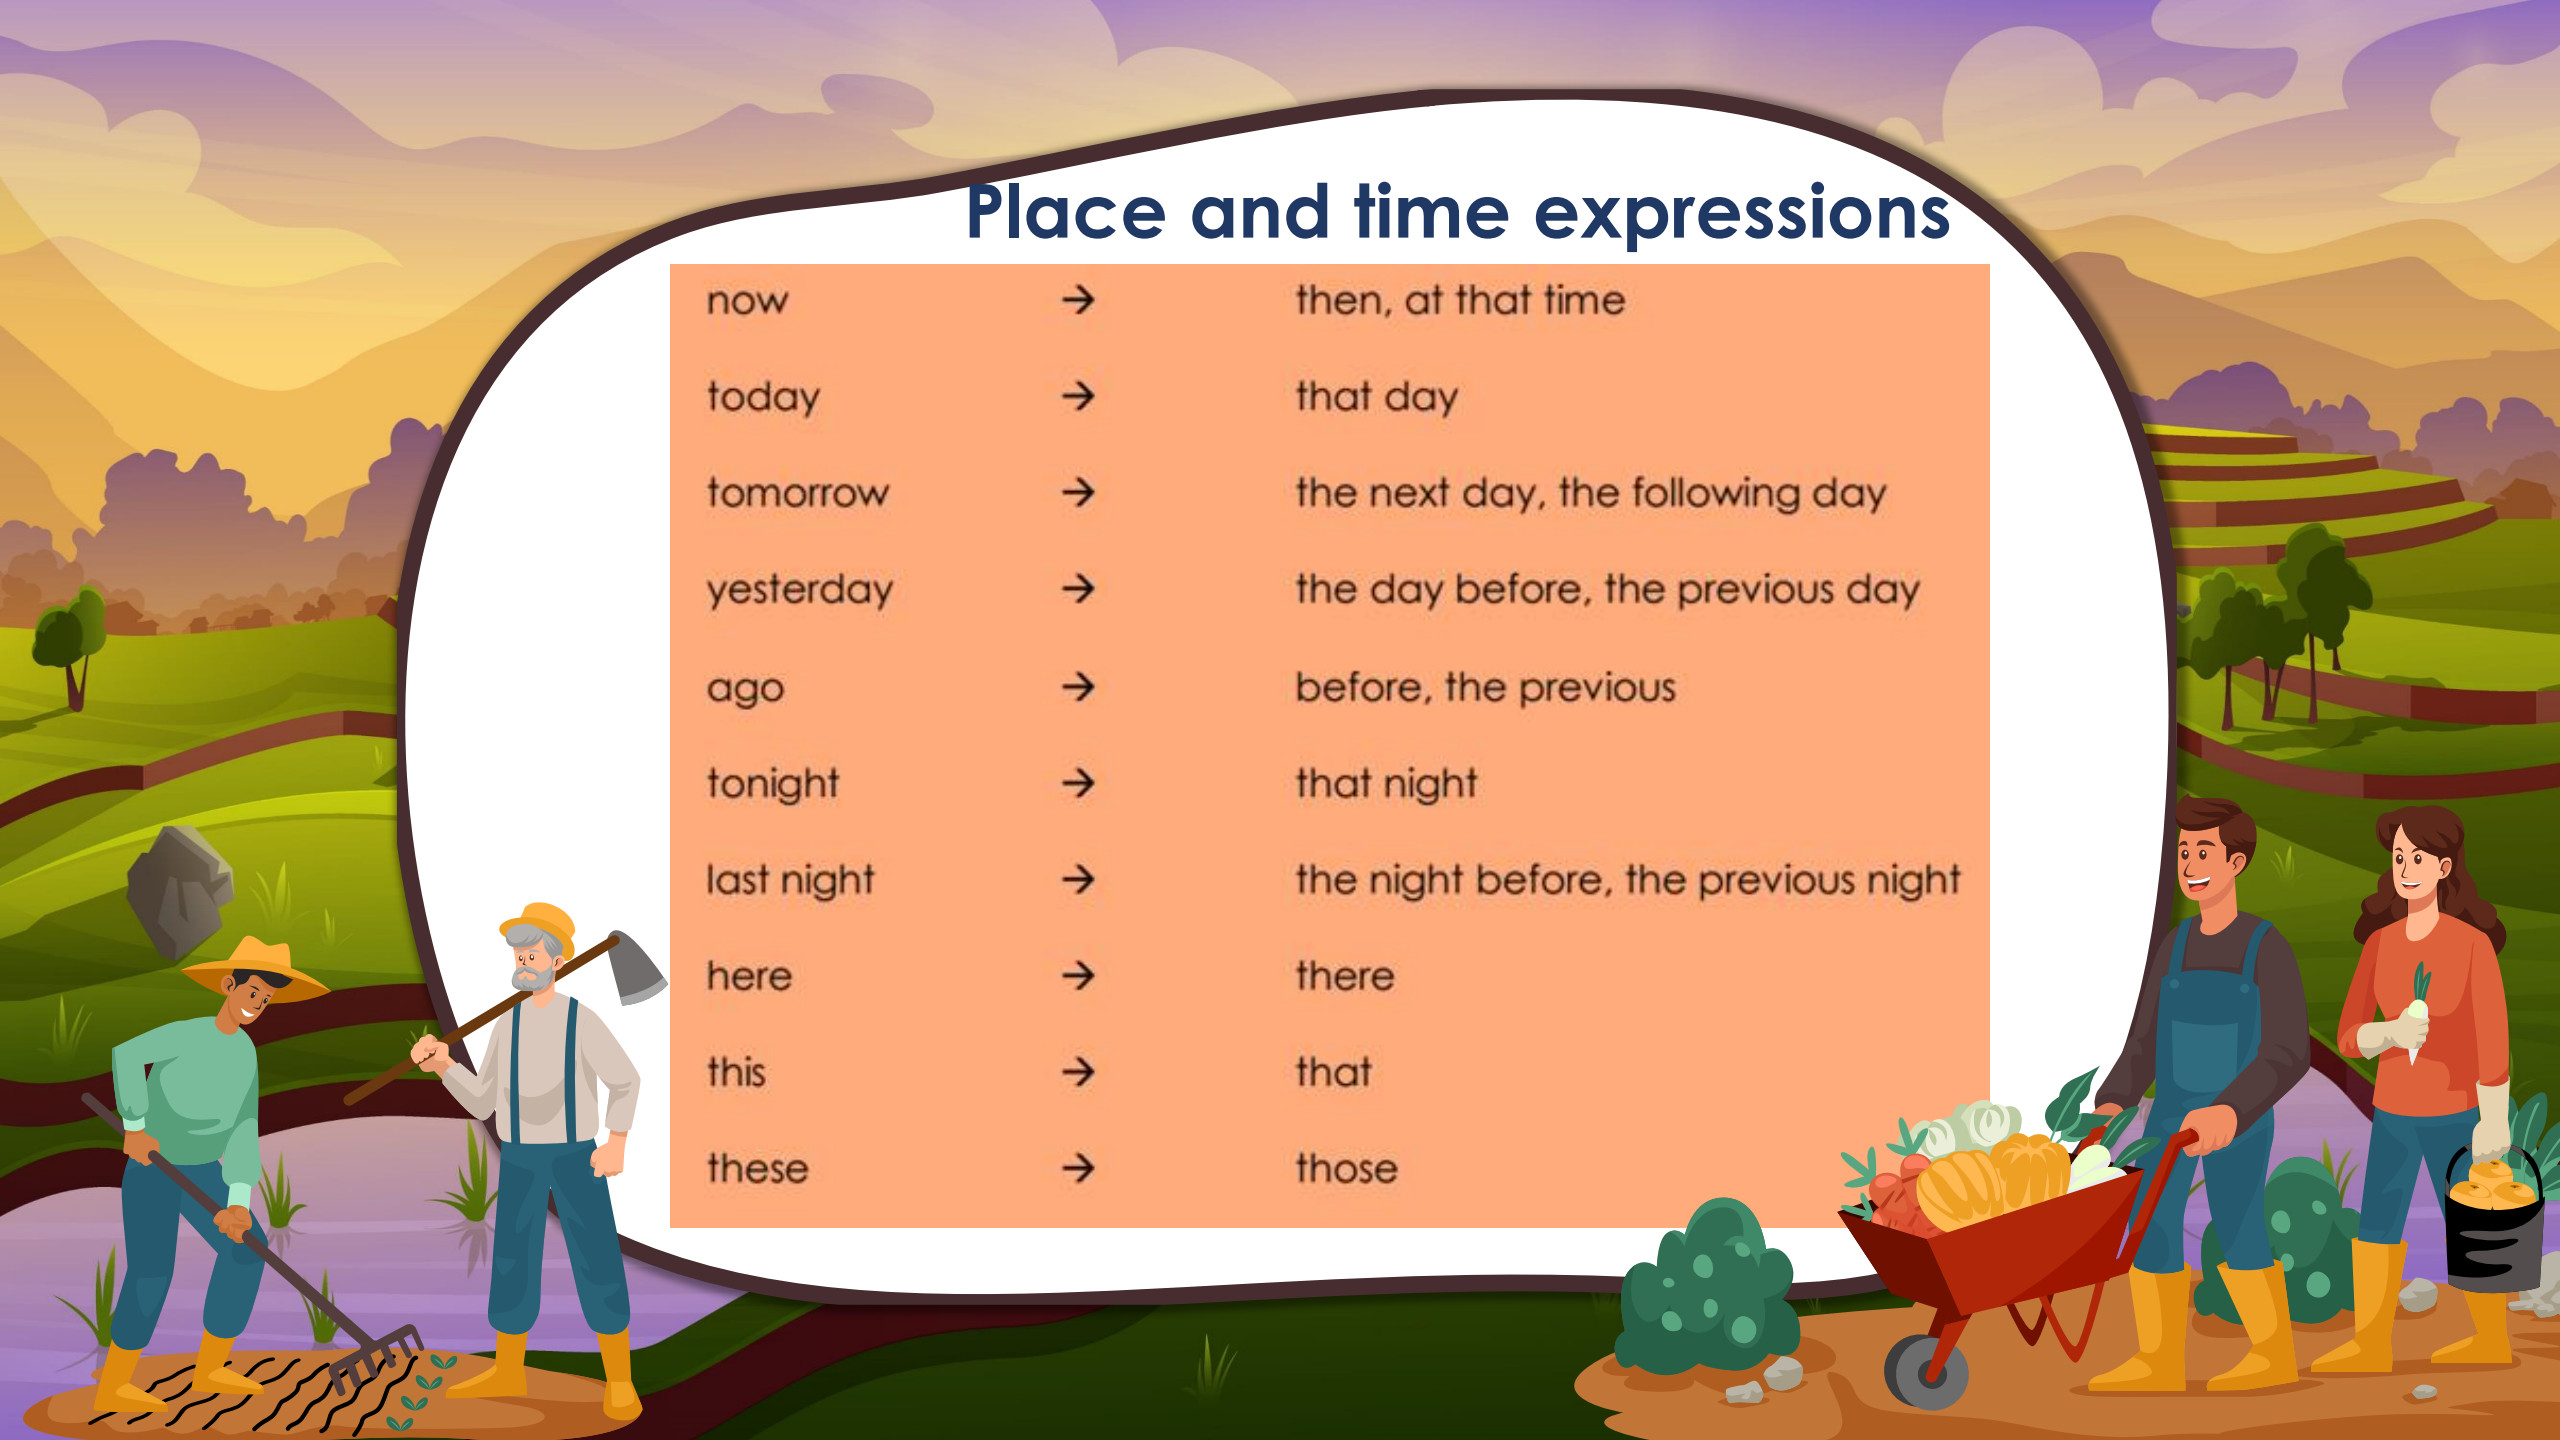 Place and time expressions
now → then, at that time
today → that day
tomorrow → the next day, the following day
yesterday → the day before, the previous day
ago → before, the previous
tonight → that night
last night → the night before, the previous night
here → there
this → that
these → those